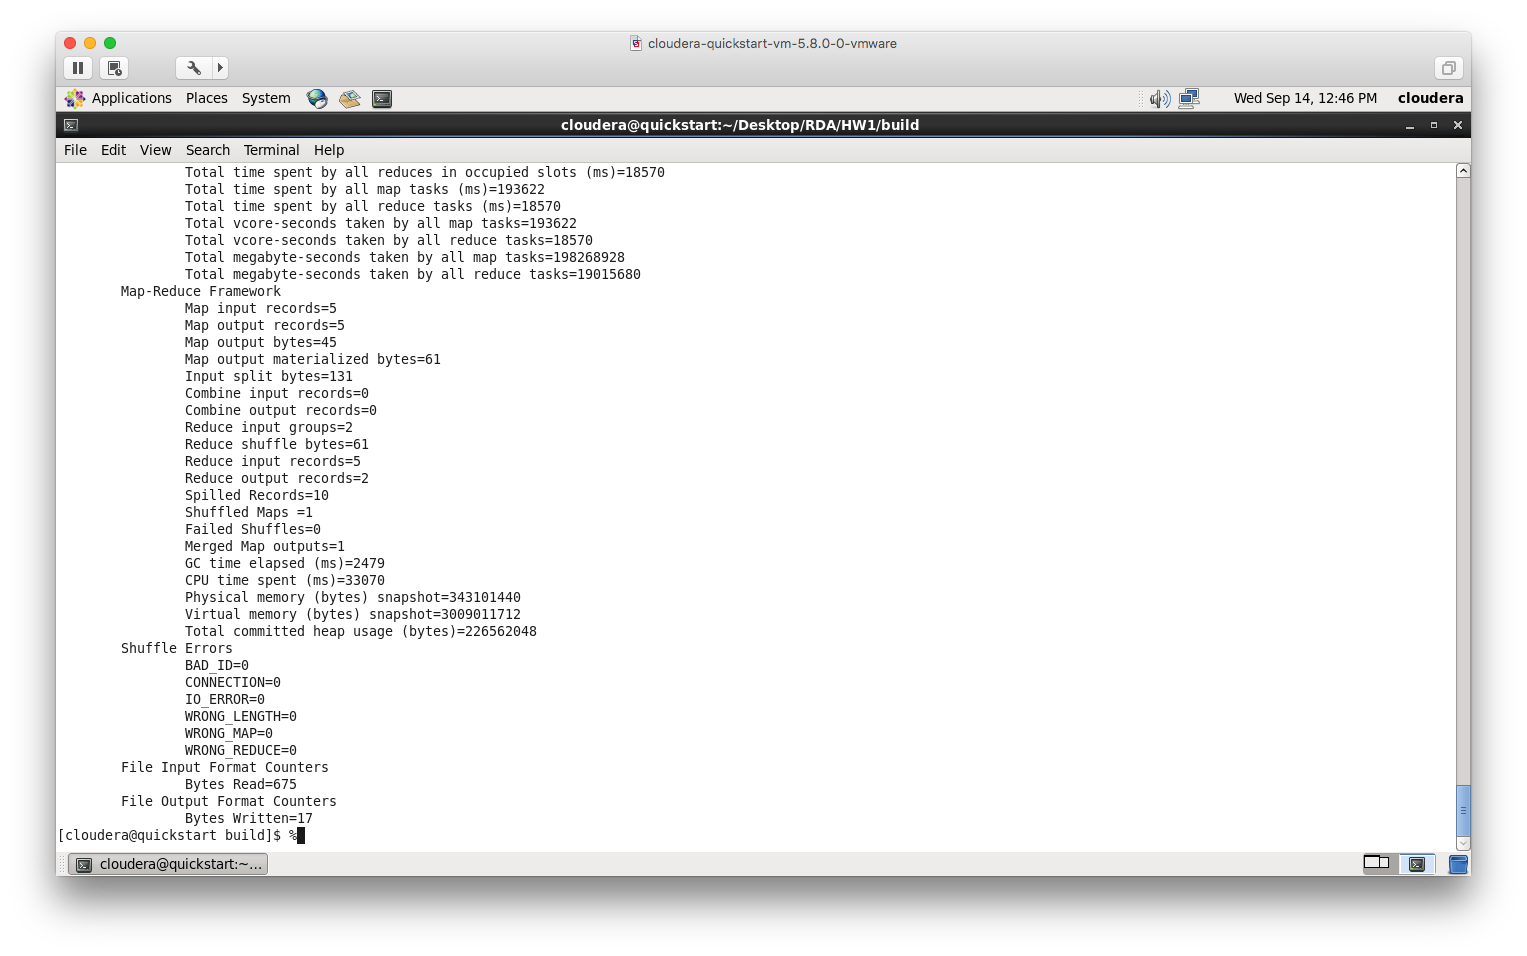 cloudera-quickstart-vm-5.8.0-0-vmware
Applications Places System Wed Sep 14, 12:46 PM cloudera
cloudera@quickstart:~/Desktop/RDA/HW1/build
File Edit View Search Terminal Help
Total time spent by all reduces in occupied slots (ms)=18570
Total time spent by all map tasks (ms)=193622
Total time spent by all reduce tasks (ms)=18570
Total vcore-seconds taken by all map tasks=193622
Total vcore-seconds taken by all reduce tasks=18570
Total megabyte-seconds taken by all map tasks=198268928
Total megabyte-seconds taken by all reduce tasks=19015680
Map-Reduce Framework
Map input records=5
Map output records=5
Map output bytes=45
Map output materialized bytes=61
Input split bytes=131
Combine input records=0
Combine output records=0
Reduce input groups=2
Reduce shuffle bytes=61
Reduce input records=5
Reduce output records=2
Spilled Records=10
Shuffled Maps =1
Failed Shuffles=0
Merged Map outputs=1
GC time elapsed (ms)=2479
CPU time spent (ms)=33070
Physical memory (bytes) snapshot=343101440
Virtual memory (bytes) snapshot=3009011712
Total committed heap usage (bytes)=226562048
Shuffle Errors
BAD_ID=0
CONNECTION=0
IO_ERROR=0
WRONG_LENGTH=0
WRONG_MAP=0
WRONG_REDUCE=0
File Input Format Counters
Bytes Read=675
File Output Format Counters
Bytes Written=17
[cloudera@quickstart build]$ %
cloudera@quickstart:~...